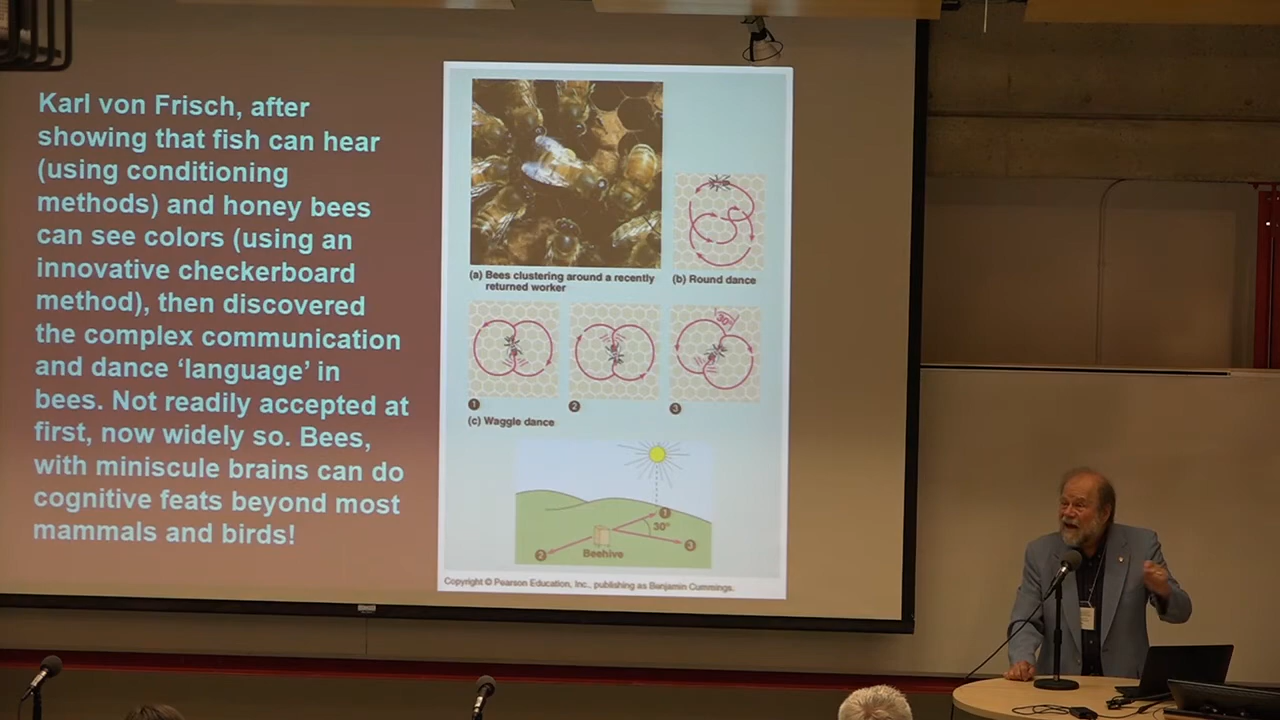 Karl von Frisch, after
showing that fish can hear
(using conditioning
methods) and honey bees
can see colors (using an
innovative checkerboard
method), then discovered
the complex communication
and dance ‘language’ in
bees. Not readily accepted at
first, now widely so. Bees,
with miniscule brains can do
cognitive feats beyond most
mammals and birds!
(a) Bees clustering around a recently
returned worker
(b) Round dance
30°
1
2
3
(c) Waggle dance
1
30°
3
2
Beehive
Copyright © Pearson Education, Inc., publishing as Benjamin Cummings.